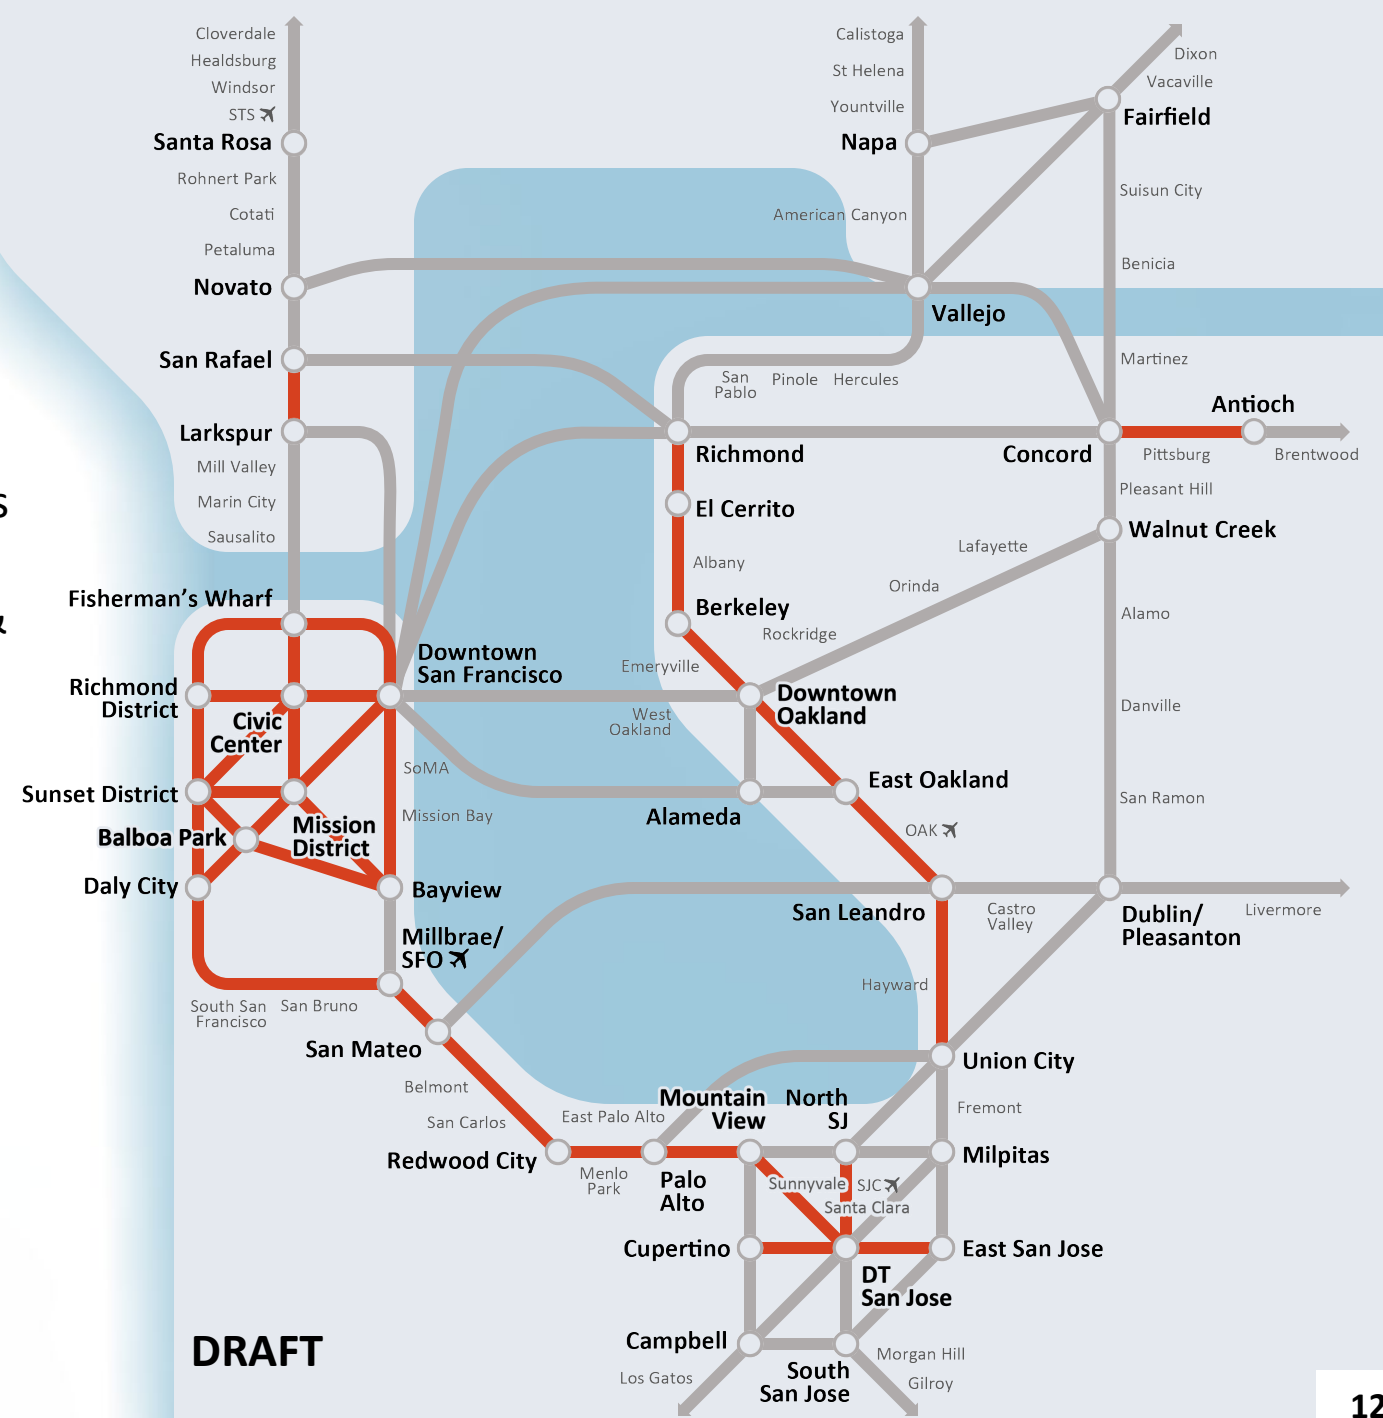 Cloverdale
Healdsburg
Windsor
STS
Santa Rosa
Rohnert Park
Cotati
Petaluma
Novato
San Rafael
Larkspur
Mill Valley
Marin City
Sausalito
Calistoga
St Helena
Yountville
Napa
American Canyon
Dixon
Vacaville
Fairfield
Suisun City
Benicia
Vallejo
Martinez
San
Pablo
Pinole
Hercules
Antioch
Richmond
Concord
Pittsburg
Brentwood
Pleasant Hill
El Cerrito
Walnut Creek
Lafayette
Orinda
Albany
Berkeley
Rockridge
Emeryville
Alamo
Danville
San Ramon
S
&
Fisherman's Wharf
Downtown
San Francisco
Richmond
District
Civic
Center
West
Oakland
Downtown
Oakland
SoMA
Mission Bay
Sunset District
Balboa Park
Mission
District
Daly City
Bayview
Alameda
East Oakland
OAK
San Leandro
Castro
Valley
Dublin/
Pleasanton
Livermore
Millbrae/
SFO
South San
Francisco
San Bruno
San Mateo
Hayward
Union City
Belmont
San Carlos
Redwood City
East Palo Alto
Menlo
Park
Palo
Alto
Mountain
View
North
SJ
Fremont
Milpitas
Sunnyvale
SJC
Santa Clara
Cupertino
East San Jose
DT
San Jose
Campbell
Los Gatos
South
San Jose
Morgan Hill
Gilroy
DRAFT
12